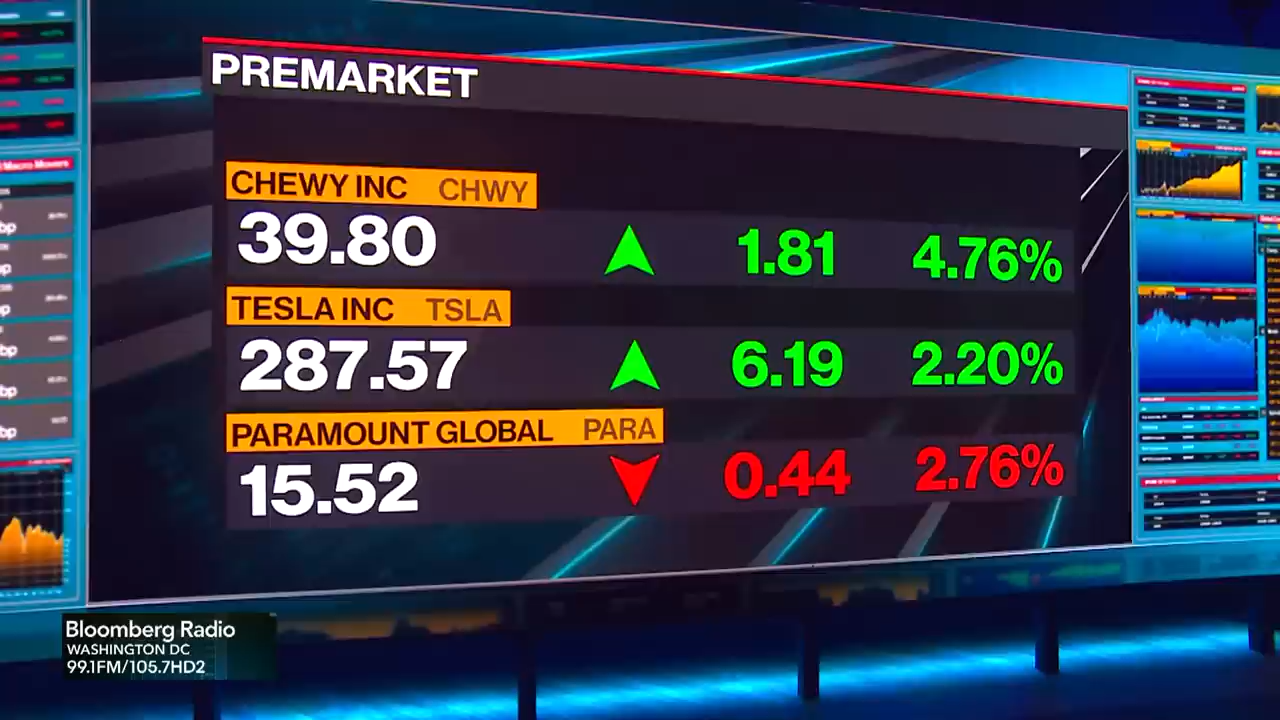 PREMARKET
CHEWY INC CHWY
39.80 1.81 4.76%
TESLA INC TSLA
287.57 6.19 2.20%
PARAMOUNT GLOBAL PARA
15.52 0.44 2.76%
Bloomberg Radio
WASHINGTON DC
99.1FM/105.7HD2